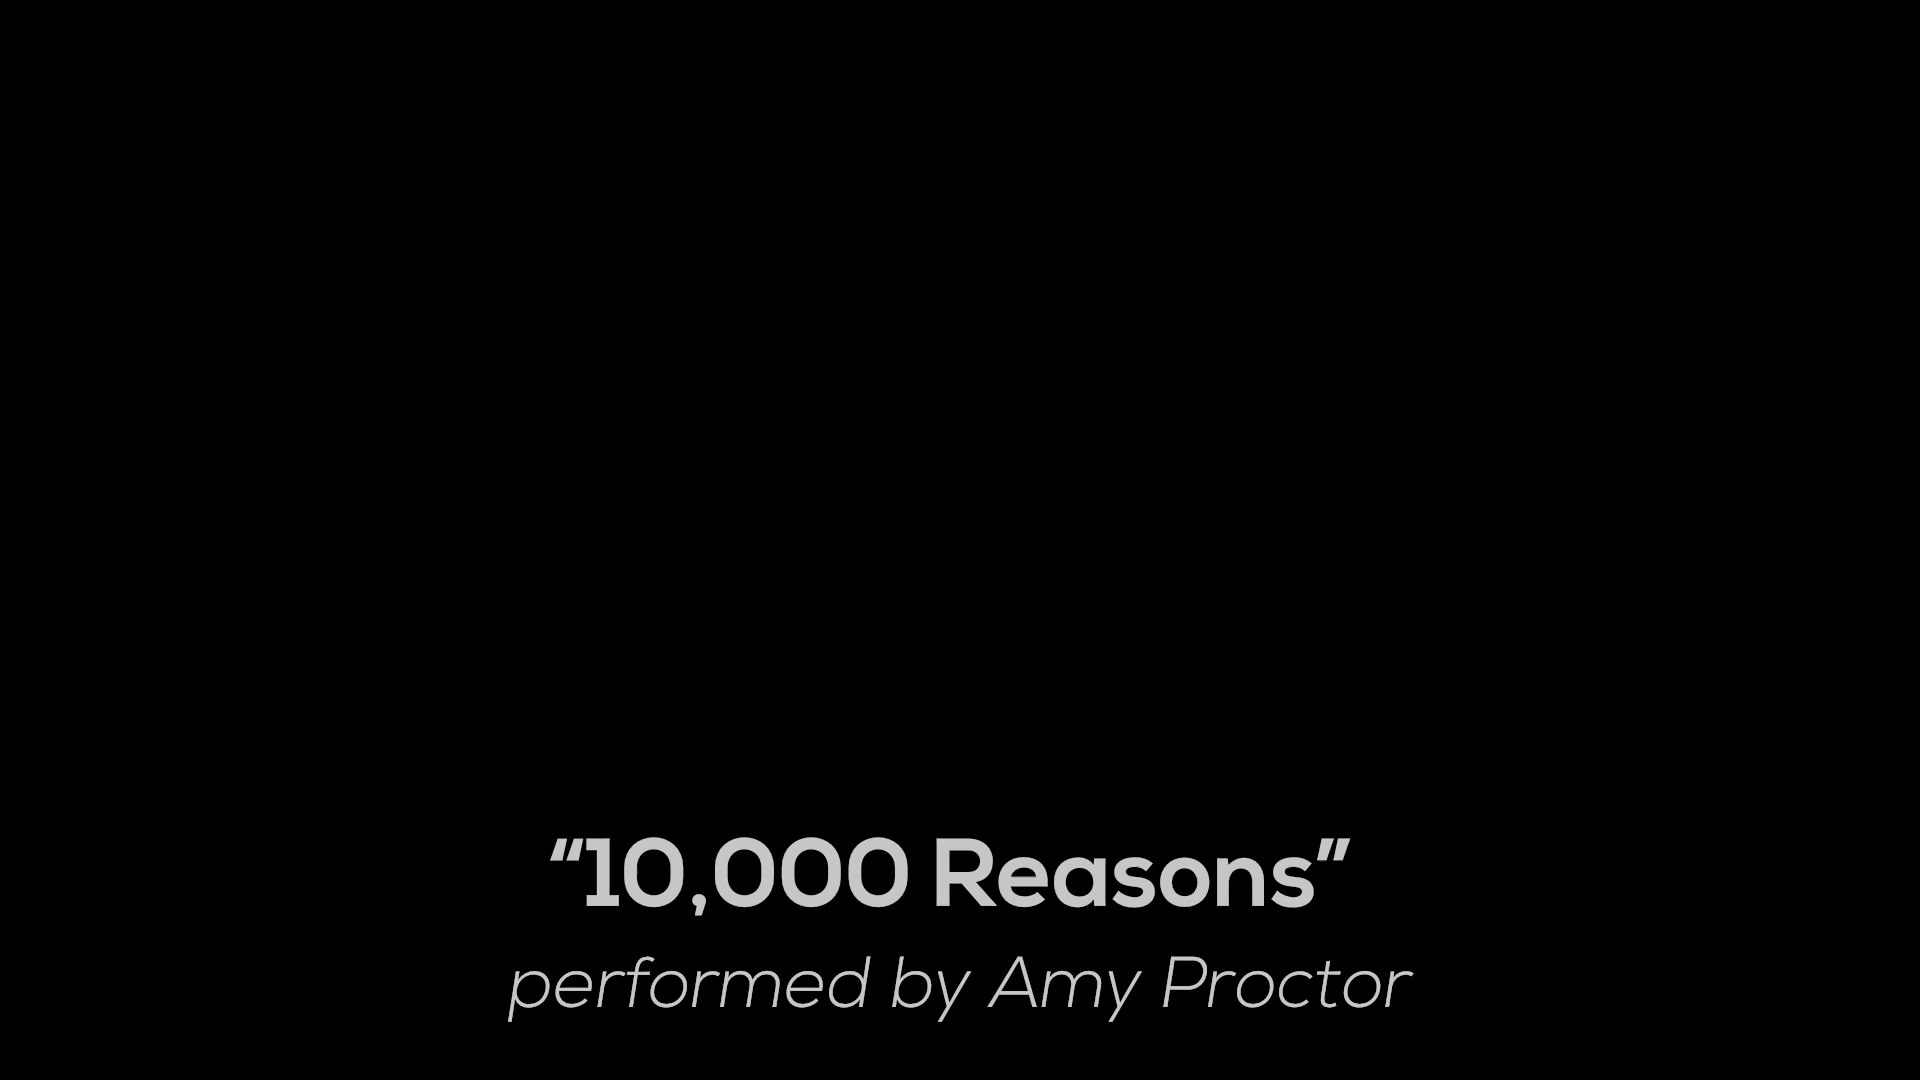 “10,000 Reasons”
performed by Amy Proctor